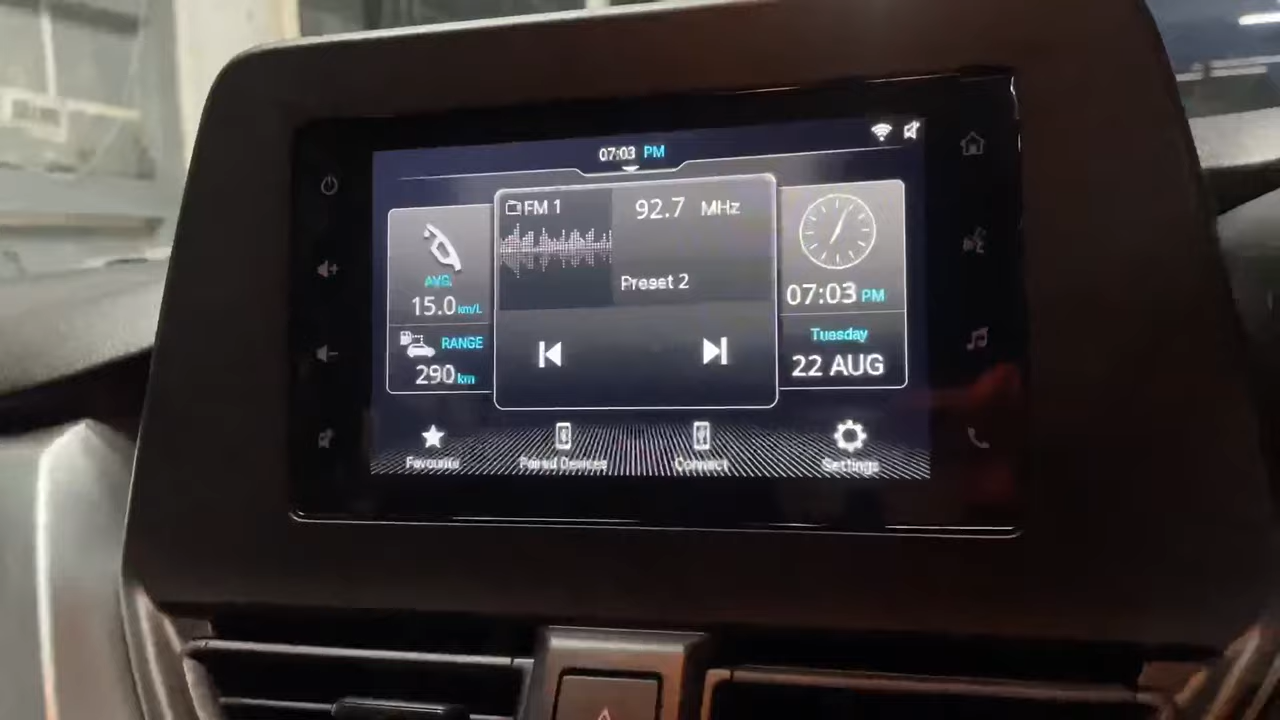 07:03 PM
FM 1
92.7 MHz
Preset 2
AVG.
15.0 km/L
RANGE
290 km
07:03 PM
Tuesday
22 AUG
Favourite
Paired Devices
Connect
Settings